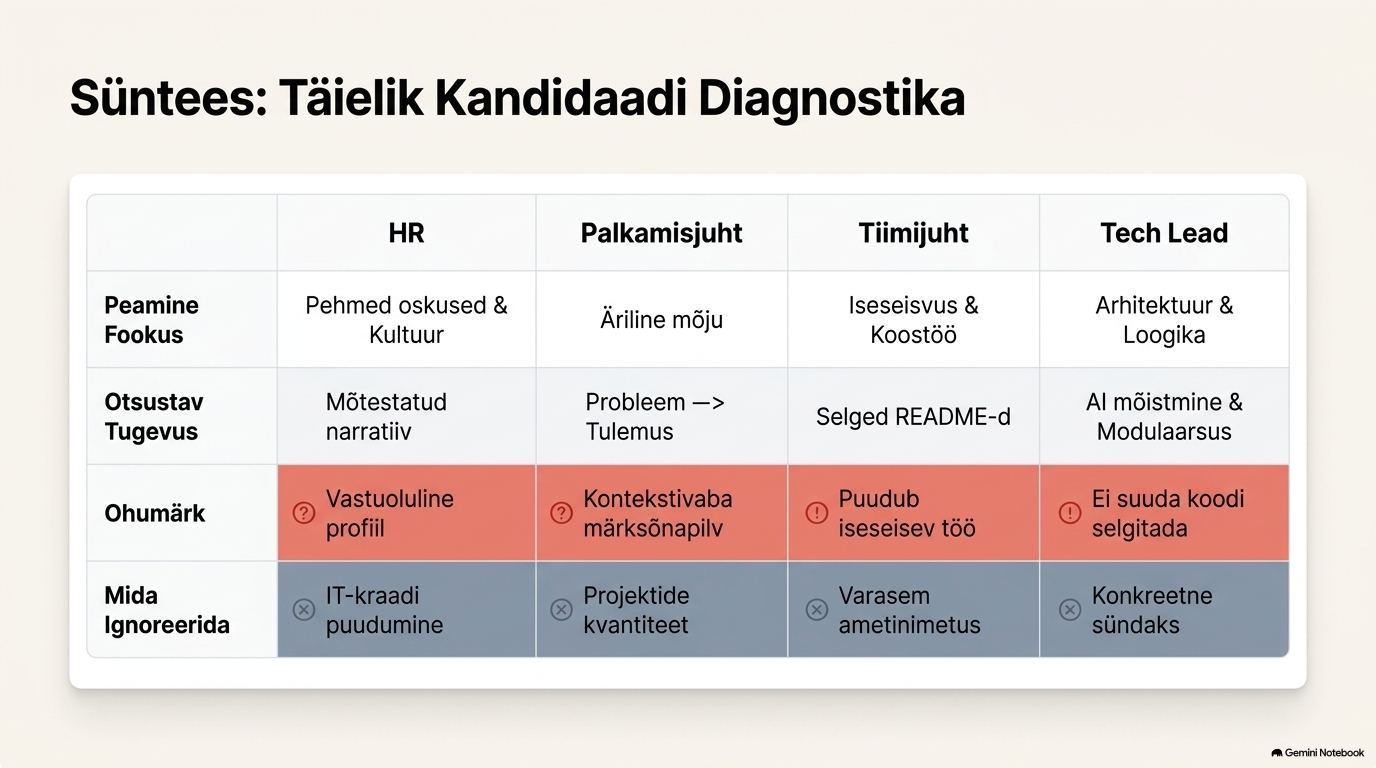 Süntees: Täielik Kandidaadi Diagnostika
HR
Palkamisjuht
Tiimijuht
Tech Lead
Peamine
Fookus
Pehmed oskused &
Kultuur
Äriline mõju
Iseseisvus &
Koostöö
Arhitektuur &
Loogika
Otsustav
Tugevus
Mõtestatud
narratiiv
Probleem —>
Tulemus
Selged README-d
AI mõistmine &
Modulaarsus
Ohumärk
Vastuoluline
profiil
Kontekstivaba
märksõnapilv
Puudub
iseseisev töö
Ei suuda koodi
selgitada
Mida
Ignoreerida
IT-kraadi
puudumine
Projektide
kvantiteet
Varasem
ametinimetus
Konkreetne
sündaks
Gemini Notebook